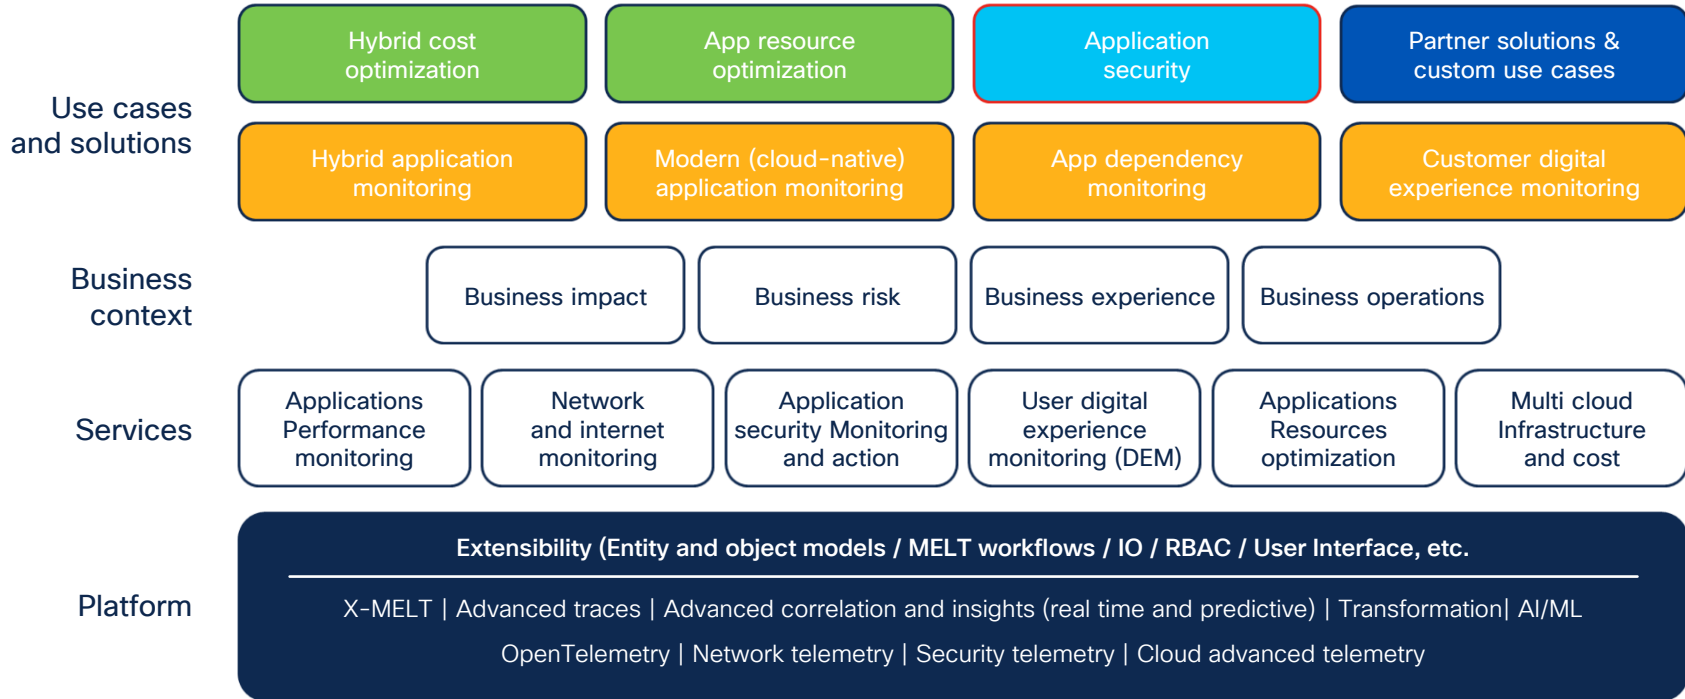 Use cases
and solutions
Hybrid cost
optimization
App resource
optimization
Application
security
Partner solutions &
custom use cases
Hybrid application
monitoring
Modern (cloud-native)
application monitoring
App dependency
monitoring
Customer digital
experience monitoring
Business
context
Business impact
Business risk
Business experience
Business operations
Services
Applications
Performance
monitoring
Network
and internet
monitoring
Application
security Monitoring
and action
User digital
experience
monitoring (DEM)
Applications
Resources
optimization
Multi cloud
Infrastructure
and cost
Platform
Extensibility (Entity and object models / MELT workflows / IO / RBAC / User Interface, etc.
X-MELT | Advanced traces | Advanced correlation and insights (real time and predictive) | Transformation| AI/ML
OpenTelemetry | Network telemetry | Security telemetry | Cloud advanced telemetry